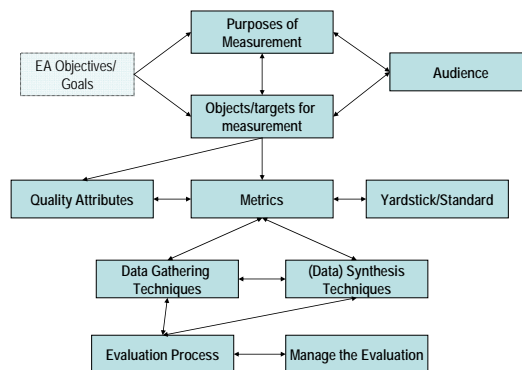 Purposes of
Measurement
EA Objectives/
Goals
Audience
Objects/targets for
measurement
Quality Attributes
Metrics
Yardstick/Standard
Data Gathering
Techniques
(Data) Synthesis
Techniques
Evaluation Process
Manage the Evaluation